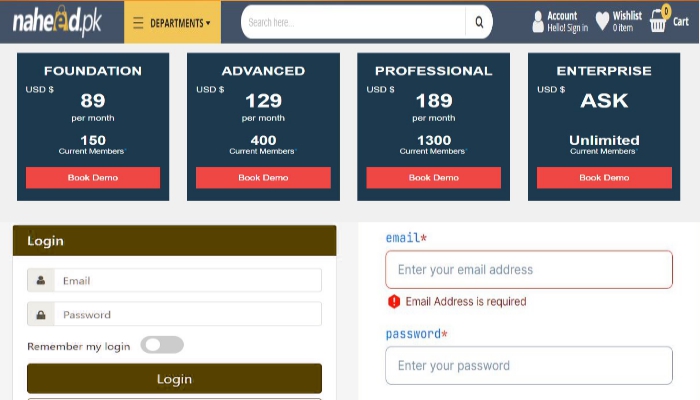 naheed.pk
DEPARTMENTS
Search here...
Account
Hello! Sign in
Wishlist
0 item
0
Cart
FOUNDATION
USD $
89
per month
150
Current Members*
Book Demo
ADVANCED
USD $
129
per month
400
Current Members*
Book Demo
PROFESSIONAL
USD $
189
per month
1300
Current Members*
Book Demo
ENTERPRISE
USD $
ASK
Unlimited
Current Members*
Book Demo
Login
Email
Password
Remember my login
Login
email*
Enter your email address
Email Address is required
password*
Enter your password